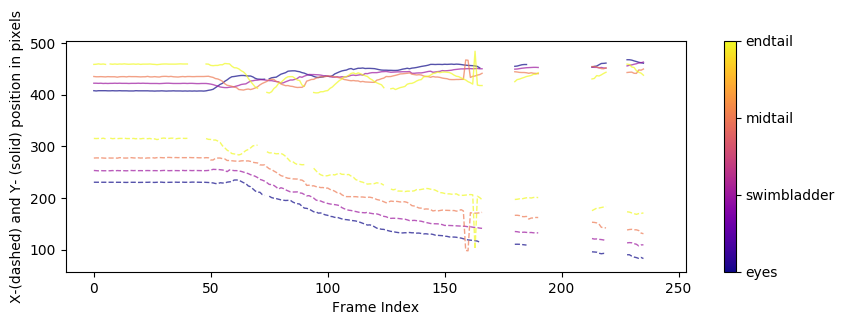 X-(dashed) and Y- (solid) position in pixels
500
400
300
200
100
0
50
100
150
200
250
Frame Index
endtail
midtail
swimbladder
eyes